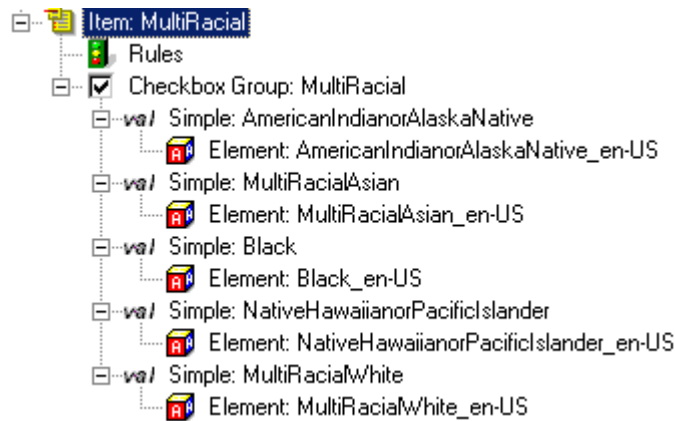 Item: MultiRacial
Rules
Checkbox Group: MultiRacial
val Simple: AmericanIndianorAlaskaNative
Element: AmericanIndianorAlaskaNative_en-US
val Simple: MultiRacialAsian
Element: MultiRacialAsian_en-US
val Simple: Black
Element: Black_en-US
val Simple: NativeHawaiianorPacificIslander
Element: NativeHawaiianorPacificIslander_en-US
val Simple: MultiRacialWhite
Element: MultiRacialWhite_en-US